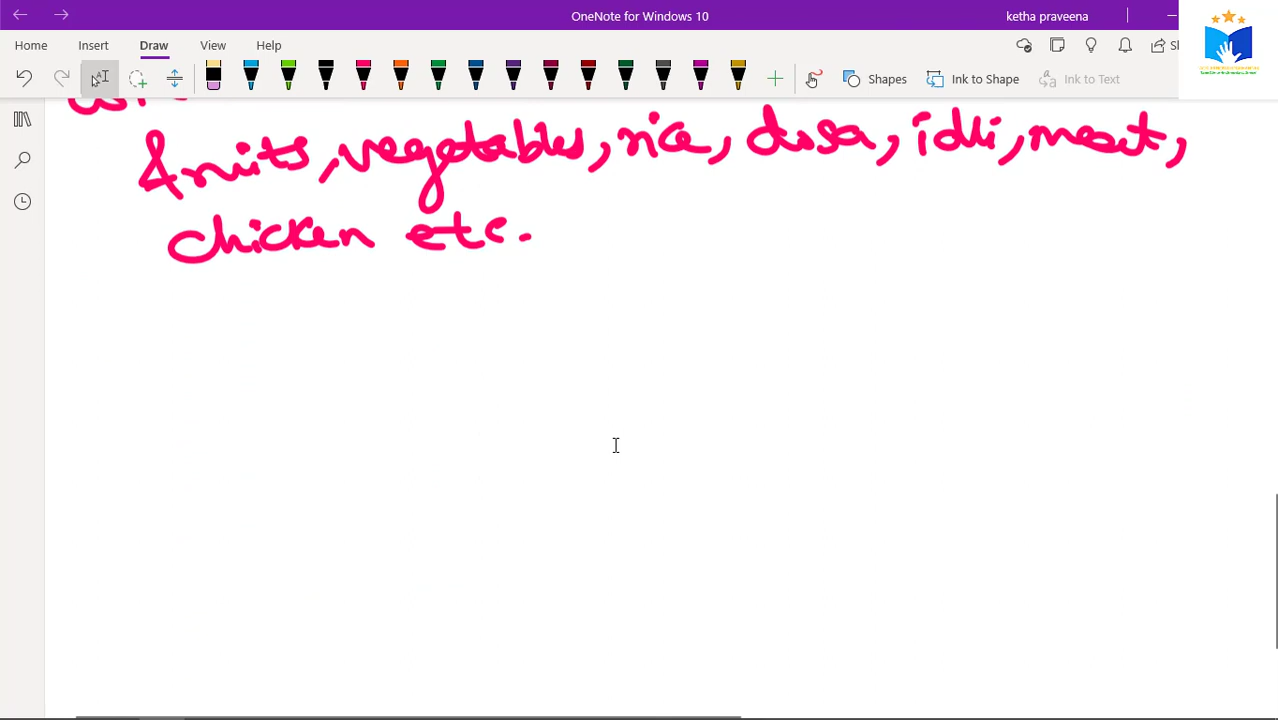 OneNote for Windows 10
ketha praveena
Home Insert Draw View Help
Shapes Ink to Shape Ink to Text
fruits, vegetables, rice, dosa, idli, meat,
chicken etc.